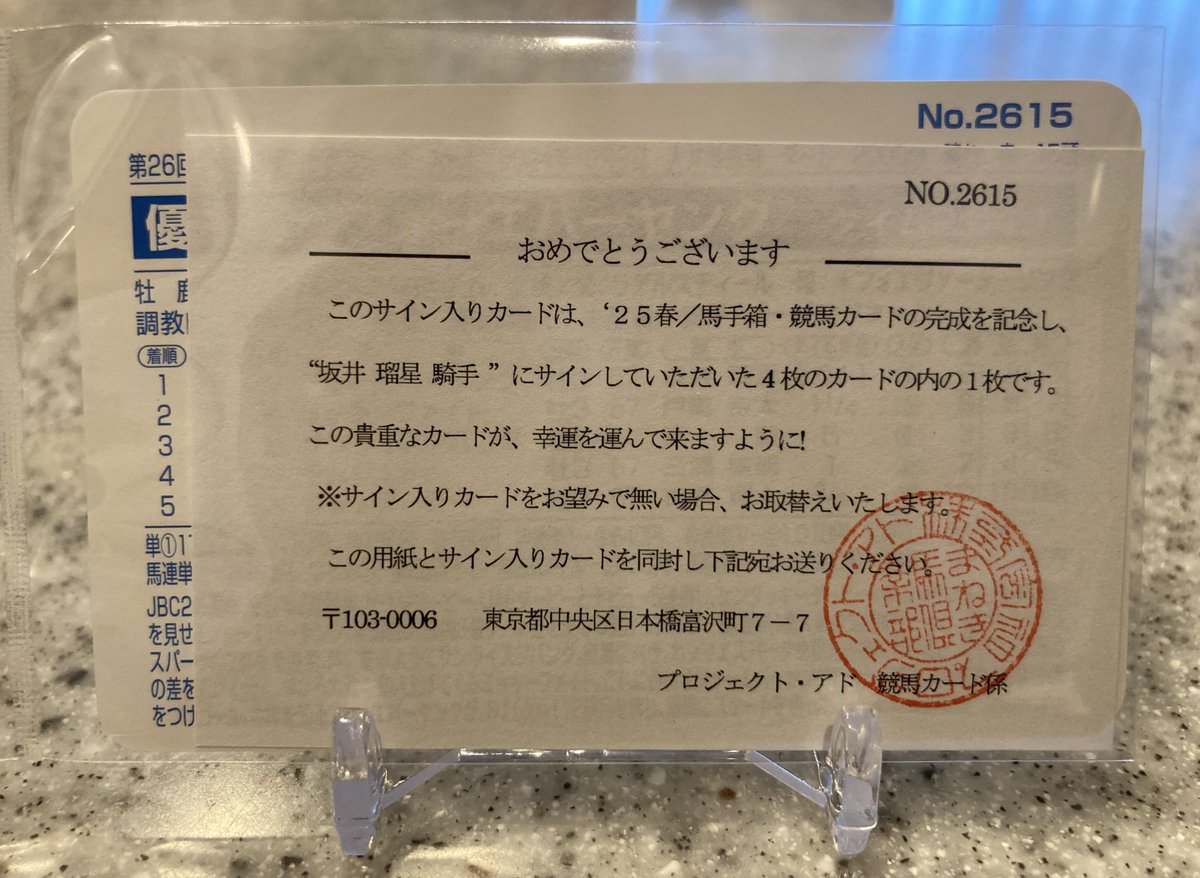 No.2615
第26回
優
牡 鹿
調教
着順
1
2
3
4
5
単①1
馬連単
JBC2
を見せ
スパー
の差を
をつけ
NO.2615
おめでとうございます
このサイン入りカードは、‘25春／馬手箱・競馬カードの完成を記念し、
“坂井 瑠星 騎手 ” にサインしていただいた4枚のカードの内の1枚です。
この貴重なカードが、幸運を運んで来ますように!
※サイン入りカードをお望みで無い場合、お取替えいたします。
この用紙とサイン入りカードを同封し下記宛お送りください。
〒103-0006 東京都中央区日本橋富沢町7－7
プロジェクト・アド 競馬カード係
まねき